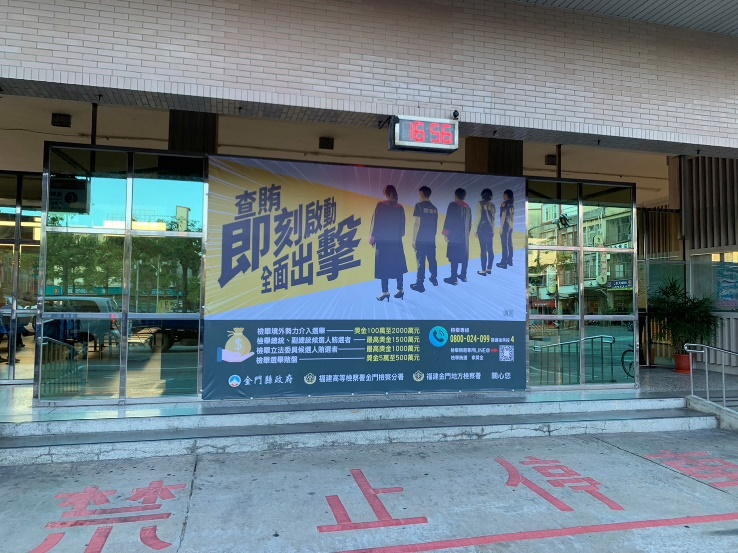 16:56
查賄
即刻啟動
全面出擊
檢舉境外勢力介入選舉 獎金100萬至2000萬元
檢舉總統、副總統候選人賄選者 最高獎金1500萬元
檢舉立法委員候選人賄選者 最高獎金1000萬元
檢舉選舉賭盤 獎金5萬至500萬元
檢舉專線
0800-024-099
金門縣政府 福建高等檢察署金門檢察分署 福建金門地方檢察署 關心您
禁止停車